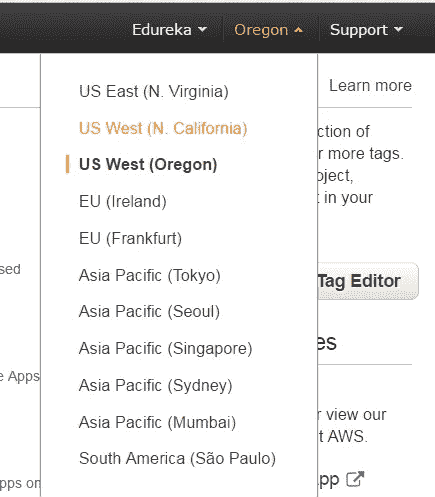 Edureka Oregon Support
US East (N. Virginia)
Learn more
US West (N. California)
ction of
US West (Oregon)
r more tags.
oject,
EU (Ireland)
t in your
EU (Frankfurt)
sed
Asia Pacific (Tokyo)
Tag Editor
Asia Pacific (Seoul)
es
Asia Pacific (Singapore)
e Apps
Asia Pacific (Sydney)
r view our
Asia Pacific (Mumbai)
t AWS.
South America (São Paulo)
pps on
pp